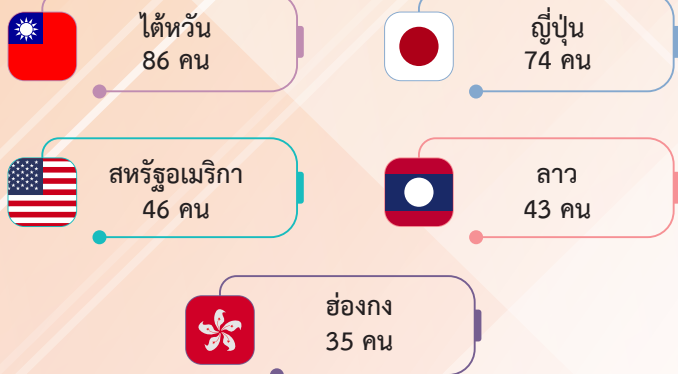 ไต้หวัน
86 คน
ญี่ปุ่น
74 คน
สหรัฐอเมริกา
46 คน
ลาว
43 คน
ฮ่องกง
35 คน